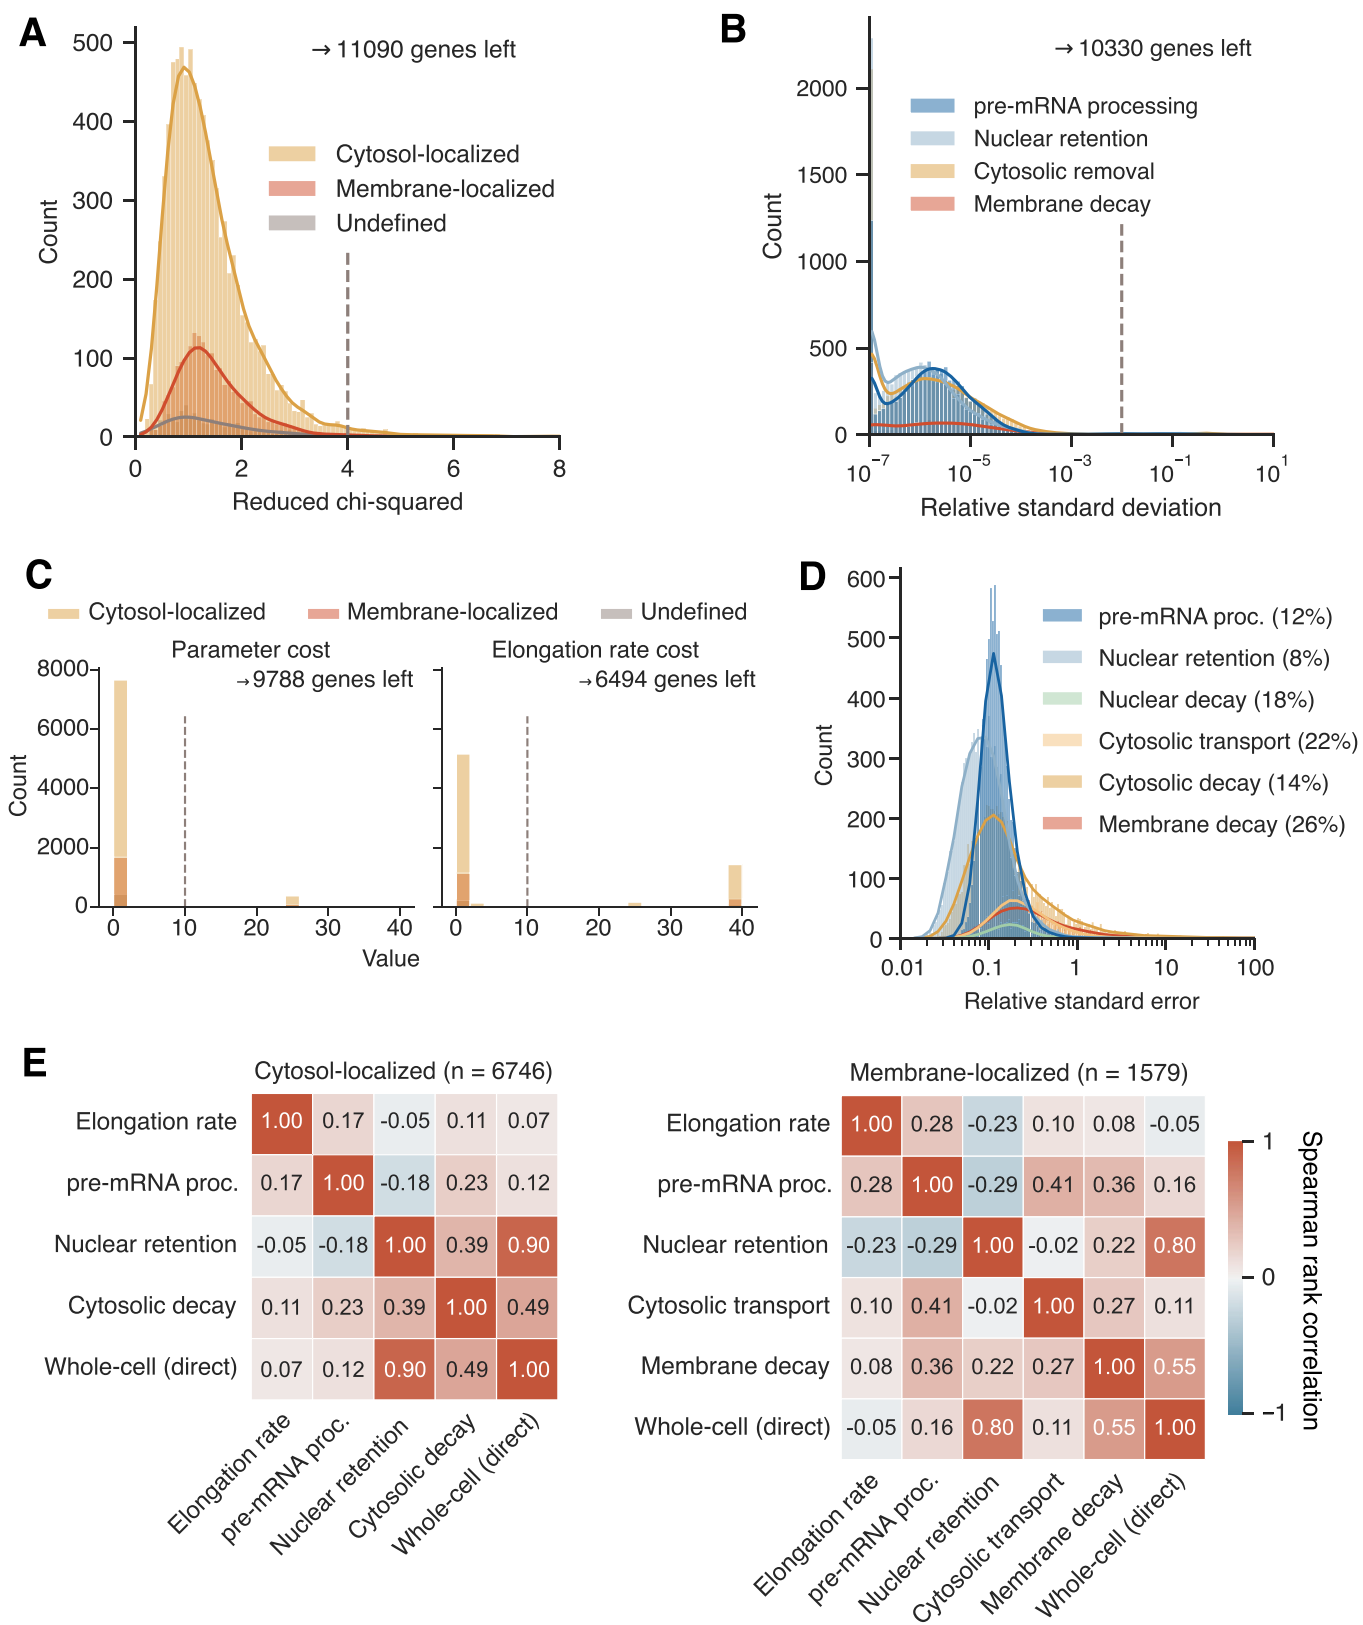 A
→ 11090 genes left
500
400
300
200
100
0
Count
Cytosol-localized
Membrane-localized
Undefined
0 2 4 6 8
Reduced chi-squared
B
→ 10330 genes left
2000
1500
1000
500
0
Count
pre-mRNA processing
Nuclear retention
Cytosolic removal
Membrane decay
10⁻⁷ 10⁻⁵ 10⁻³ 10⁻¹ 10¹
Relative standard deviation
C
Cytosol-localized Membrane-localized Undefined
Parameter cost
→ 9788 genes left
8000
6000
4000
2000
0
Count
0 10 20 30 40
Elongation rate cost
→ 6494 genes left
0 10 20 30 40
Value
D
600
500
400
300
200
100
0
Count
pre-mRNA proc. (12%)
Nuclear retention (8%)
Nuclear decay (18%)
Cytosolic transport (22%)
Cytosolic decay (14%)
Membrane decay (26%)
0.01 0.1 1 10 100
Relative standard error
E
Cytosol-localized (n = 6746)
Elongation rate 1.00 0.17 -0.05 0.11 0.07
pre-mRNA proc. 0.17 1.00 -0.18 0.23 0.12
Nuclear retention -0.05 -0.18 1.00 0.39 0.90
Cytosolic decay 0.11 0.23 0.39 1.00 0.49
Whole-cell (direct) 0.07 0.12 0.90 0.49 1.00
Elongation rate
pre-mRNA proc.
Nuclear retention
Cytosolic decay
Whole-cell (direct)
Membrane-localized (n = 1579)
Elongation rate 1.00 0.28 -0.23 0.10 0.08 -0.05
pre-mRNA proc. 0.28 1.00 -0.29 0.41 0.36 0.16
Nuclear retention -0.23 -0.29 1.00 -0.02 0.22 0.80
Cytosolic transport 0.10 0.41 -0.02 1.00 0.27 0.11
Membrane decay 0.08 0.36 0.22 0.27 1.00 0.55
Whole-cell (direct) -0.05 0.16 0.80 0.11 0.55 1.00
Elongation rate
pre-mRNA proc.
Nuclear retention
Cytosolic transport
Membrane decay
Whole-cell (direct)
1
0
−1
Spearman rank correlation